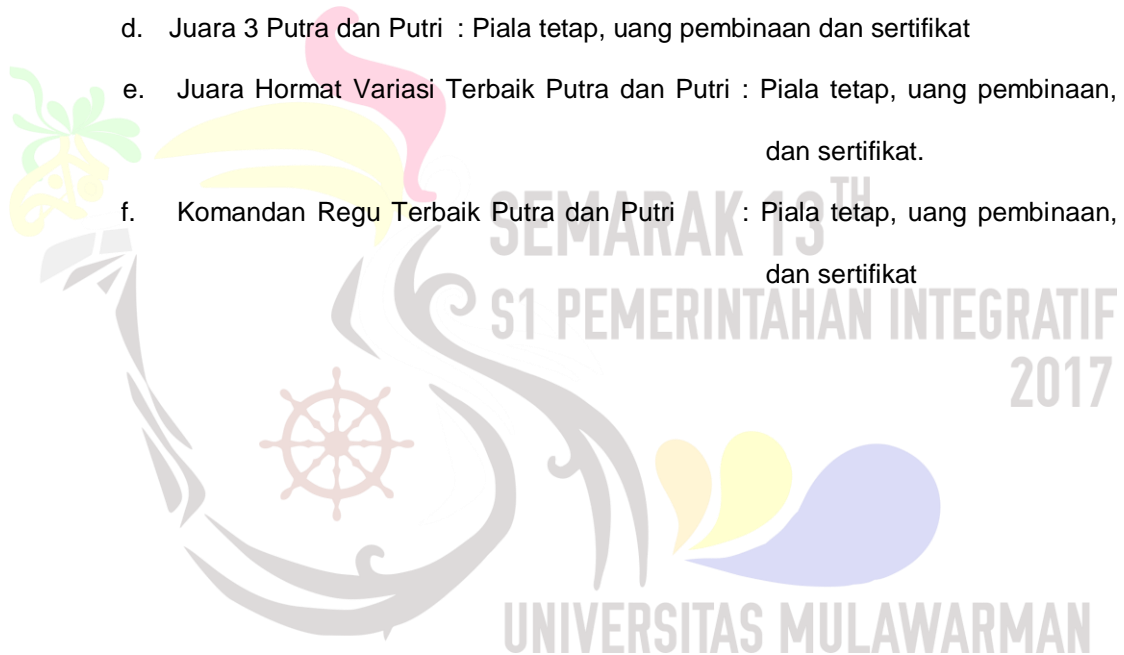 d. Juara 3 Putra dan Putri : Piala tetap, uang pembinaan dan sertifikat
e. Juara Hormat Variasi Terbaik Putra dan Putri : Piala tetap, uang pembinaan,
dan sertifikat.
f. Komandan Regu Terbaik Putra dan Putri : Piala tetap, uang pembinaan,
dan sertifikat
SEMARAK 13TH
S1 PEMERINTAHAN INTEGRATIF
2017
UNIVERSITAS MULAWARMAN